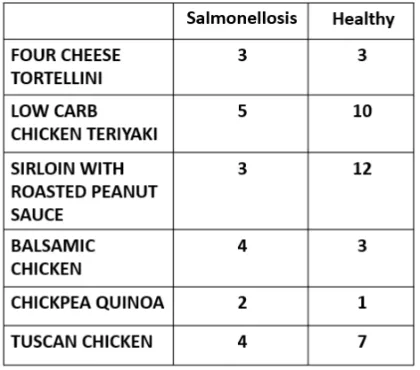 Salmonellosis Healthy
FOUR CHEESE 3 3
TORTELLINI
LOW CARB 5 10
CHICKEN TERIYAKI
SIRLOIN WITH 3 12
ROASTED PEANUT
SAUCE
BALSAMIC 4 3
CHICKEN
CHICKPEA QUINOA 2 1
TUSCAN CHICKEN 4 7